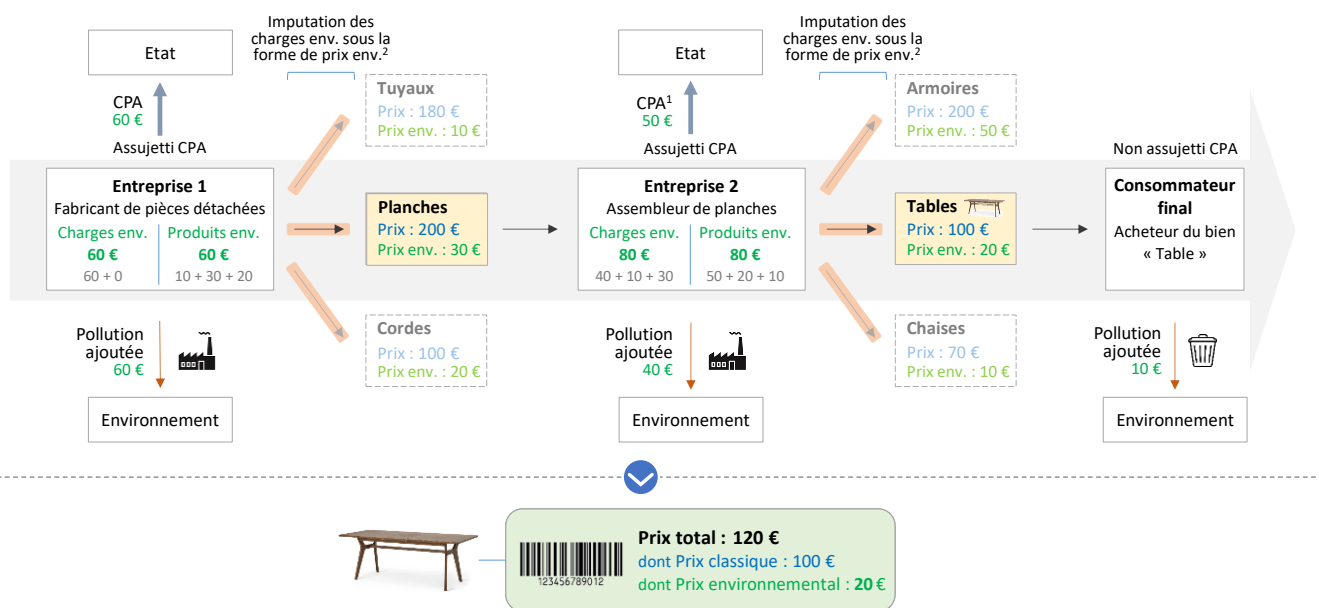 Imputation des
charges env. sous la
forme de prix env.²
Imputation des
charges env. sous la
forme de prix env.²
Etat
Etat
CPA
60 €
Tuyaux
Prix : 180 €
Prix env. : 10 €
CPA¹
50 €
Armoires
Prix : 200 €
Prix env. : 50 €
Assujetti CPA
Assujetti CPA
Non assujetti CPA
Entreprise 1
Fabricant de pièces détachées
Charges env.
60 €
60 + 0
Produits env.
60 €
10 + 30 + 20
Planches
Prix : 200 €
Prix env. : 30 €
Entreprise 2
Assembleur de planches
Charges env.
80 €
40 + 10 + 30
Produits env.
80 €
50 + 20 + 10
Tables
Prix : 100 €
Prix env. : 20 €
Consommateur
final
Acheteur du bien
« Table »
Pollution
ajoutée
60 €
Cordes
Prix : 100 €
Prix env. : 20 €
Pollution
ajoutée
40 €
Chaises
Prix : 70 €
Prix env. : 10 €
Pollution
ajoutée
10 €
Environnement
Environnement
Environnement
123456789012
Prix total : 120 €
dont Prix classique : 100 €
dont Prix environnemental : 20 €